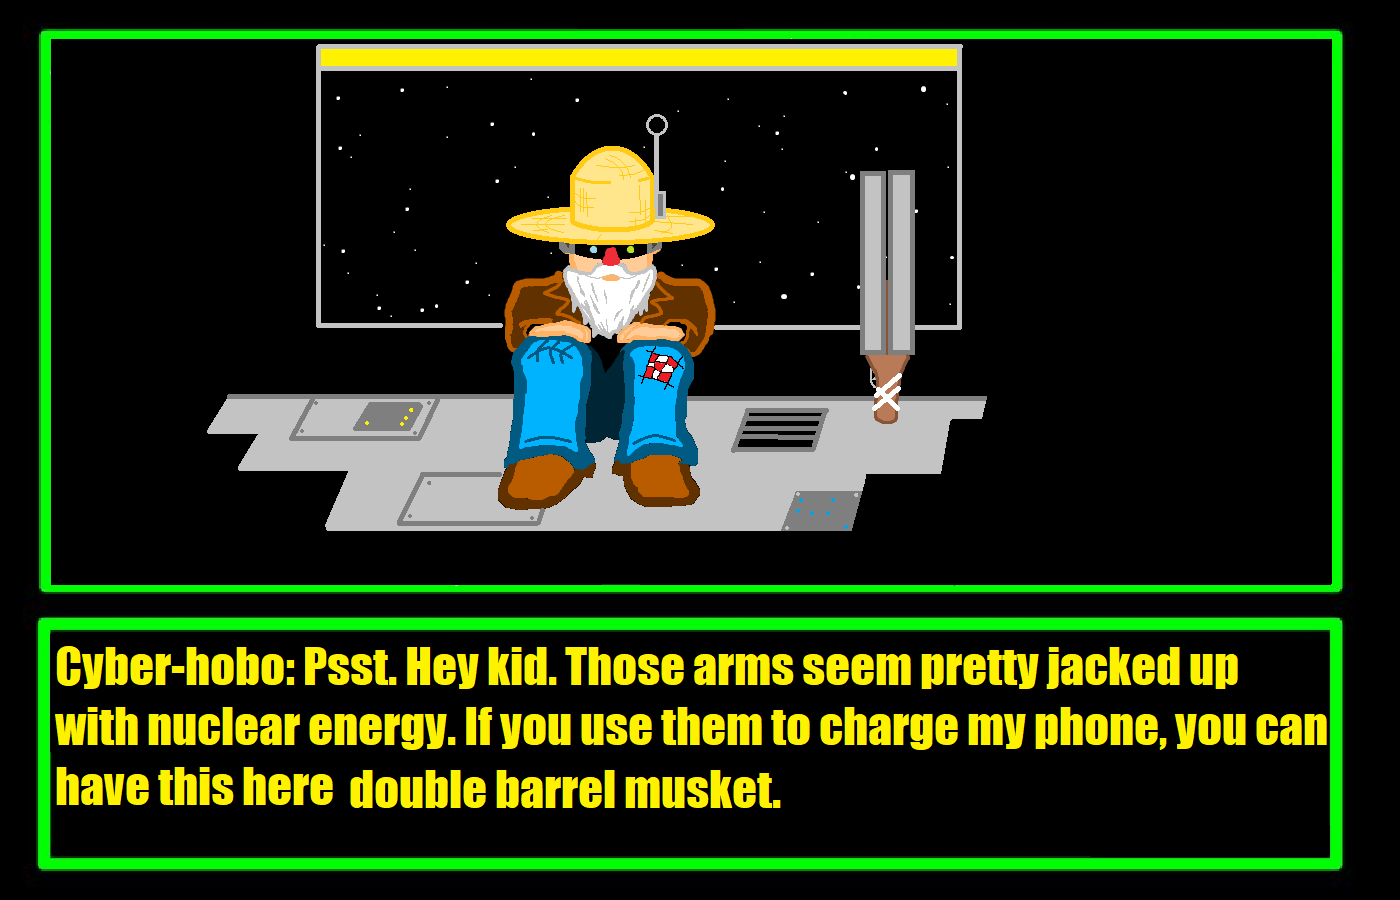 Cyber-hobo: Psst. Hey kid. Those arms seem pretty jacked up
with nuclear energy. If you use them to charge my phone, you can
have this here double barrel musket.